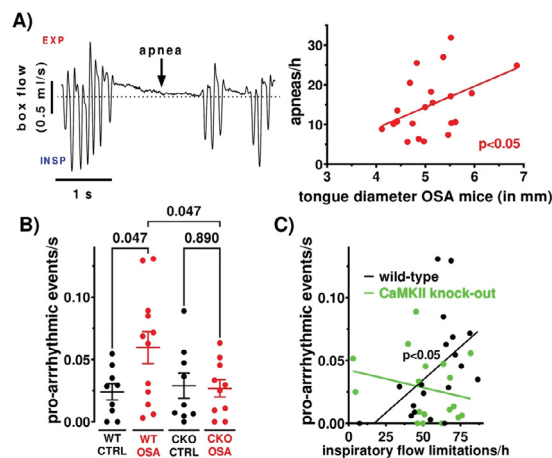 A)
EXP
box flow
(0.5 ml/s)
INSP
apnea
1 s
apneas/h
30
20
10
0
p<0.05
3 4 5 6 7
tongue diameter OSA mice (in mm)
B)
0.047
0.047 0.890
pro-arrrhythmic events/s
0.10
0.05
0.00
WT CKO
CTRL CTRL
WT CKO
OSA OSA
C)
wild-type
CaMKII knock-out
p<0.05
pro-arrrhythmic events/s
0.10
0.05
0.00
0 25 50 75
inspiratory flow limitations/h